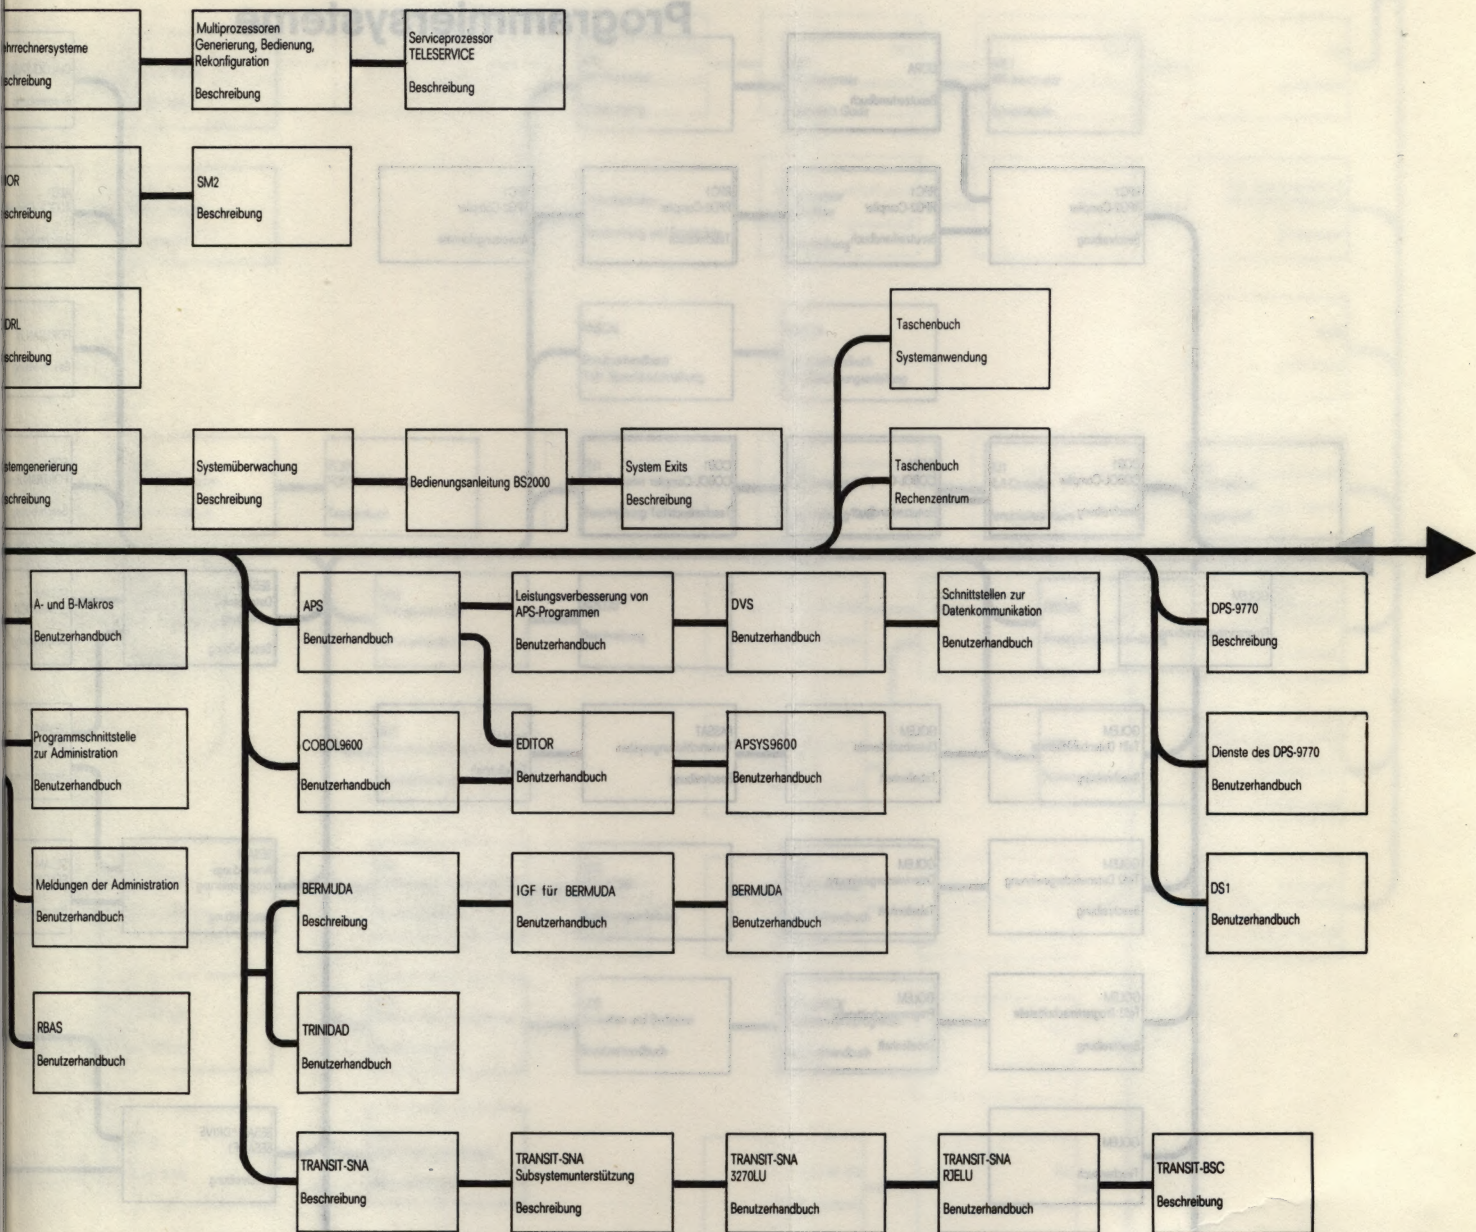 Programmiersysteme
Multiprozessoren
Generierung, Bedienung,
Rekonfiguration
Beschreibung
Serviceprozessor
TELESERVICE
Beschreibung
hrrechnersysteme
schreibung
IOR
schreibung
SM2
Beschreibung
DRL
schreibung
Taschenbuch
Systemanwendung
stemgenerierung
schreibung
Systemüberwachung
Beschreibung
Bedienungsanleitung BS2000
System Exits
Beschreibung
Taschenbuch
Rechenzentrum
A- und B-Makros
Benutzerhandbuch
APS
Benutzerhandbuch
Leistungsverbesserung von
APS-Programmen
Benutzerhandbuch
DVS
Benutzerhandbuch
Schnittstellen zur
Datenkommunikation
Benutzerhandbuch
DPS-9770
Beschreibung
Programmschnittstelle
zur Administration
Benutzerhandbuch
COBOL9600
Benutzerhandbuch
EDITOR
Benutzerhandbuch
APSYS9600
Benutzerhandbuch
Dienste des DPS-9770
Benutzerhandbuch
Meldungen der Administration
Benutzerhandbuch
BERMUDA
Beschreibung
IGF für BERMUDA
Benutzerhandbuch
BERMUDA
Benutzerhandbuch
DS1
Benutzerhandbuch
RBAS
Benutzerhandbuch
TRINIDAD
Benutzerhandbuch
TRANSIT-SNA
Beschreibung
TRANSIT-SNA
Subsystemunterstützung
Beschreibung
TRANSIT-SNA
3270LU
Benutzerhandbuch
TRANSIT-SNA
RJELU
Benutzerhandbuch
TRANSIT-BSC
Beschreibung